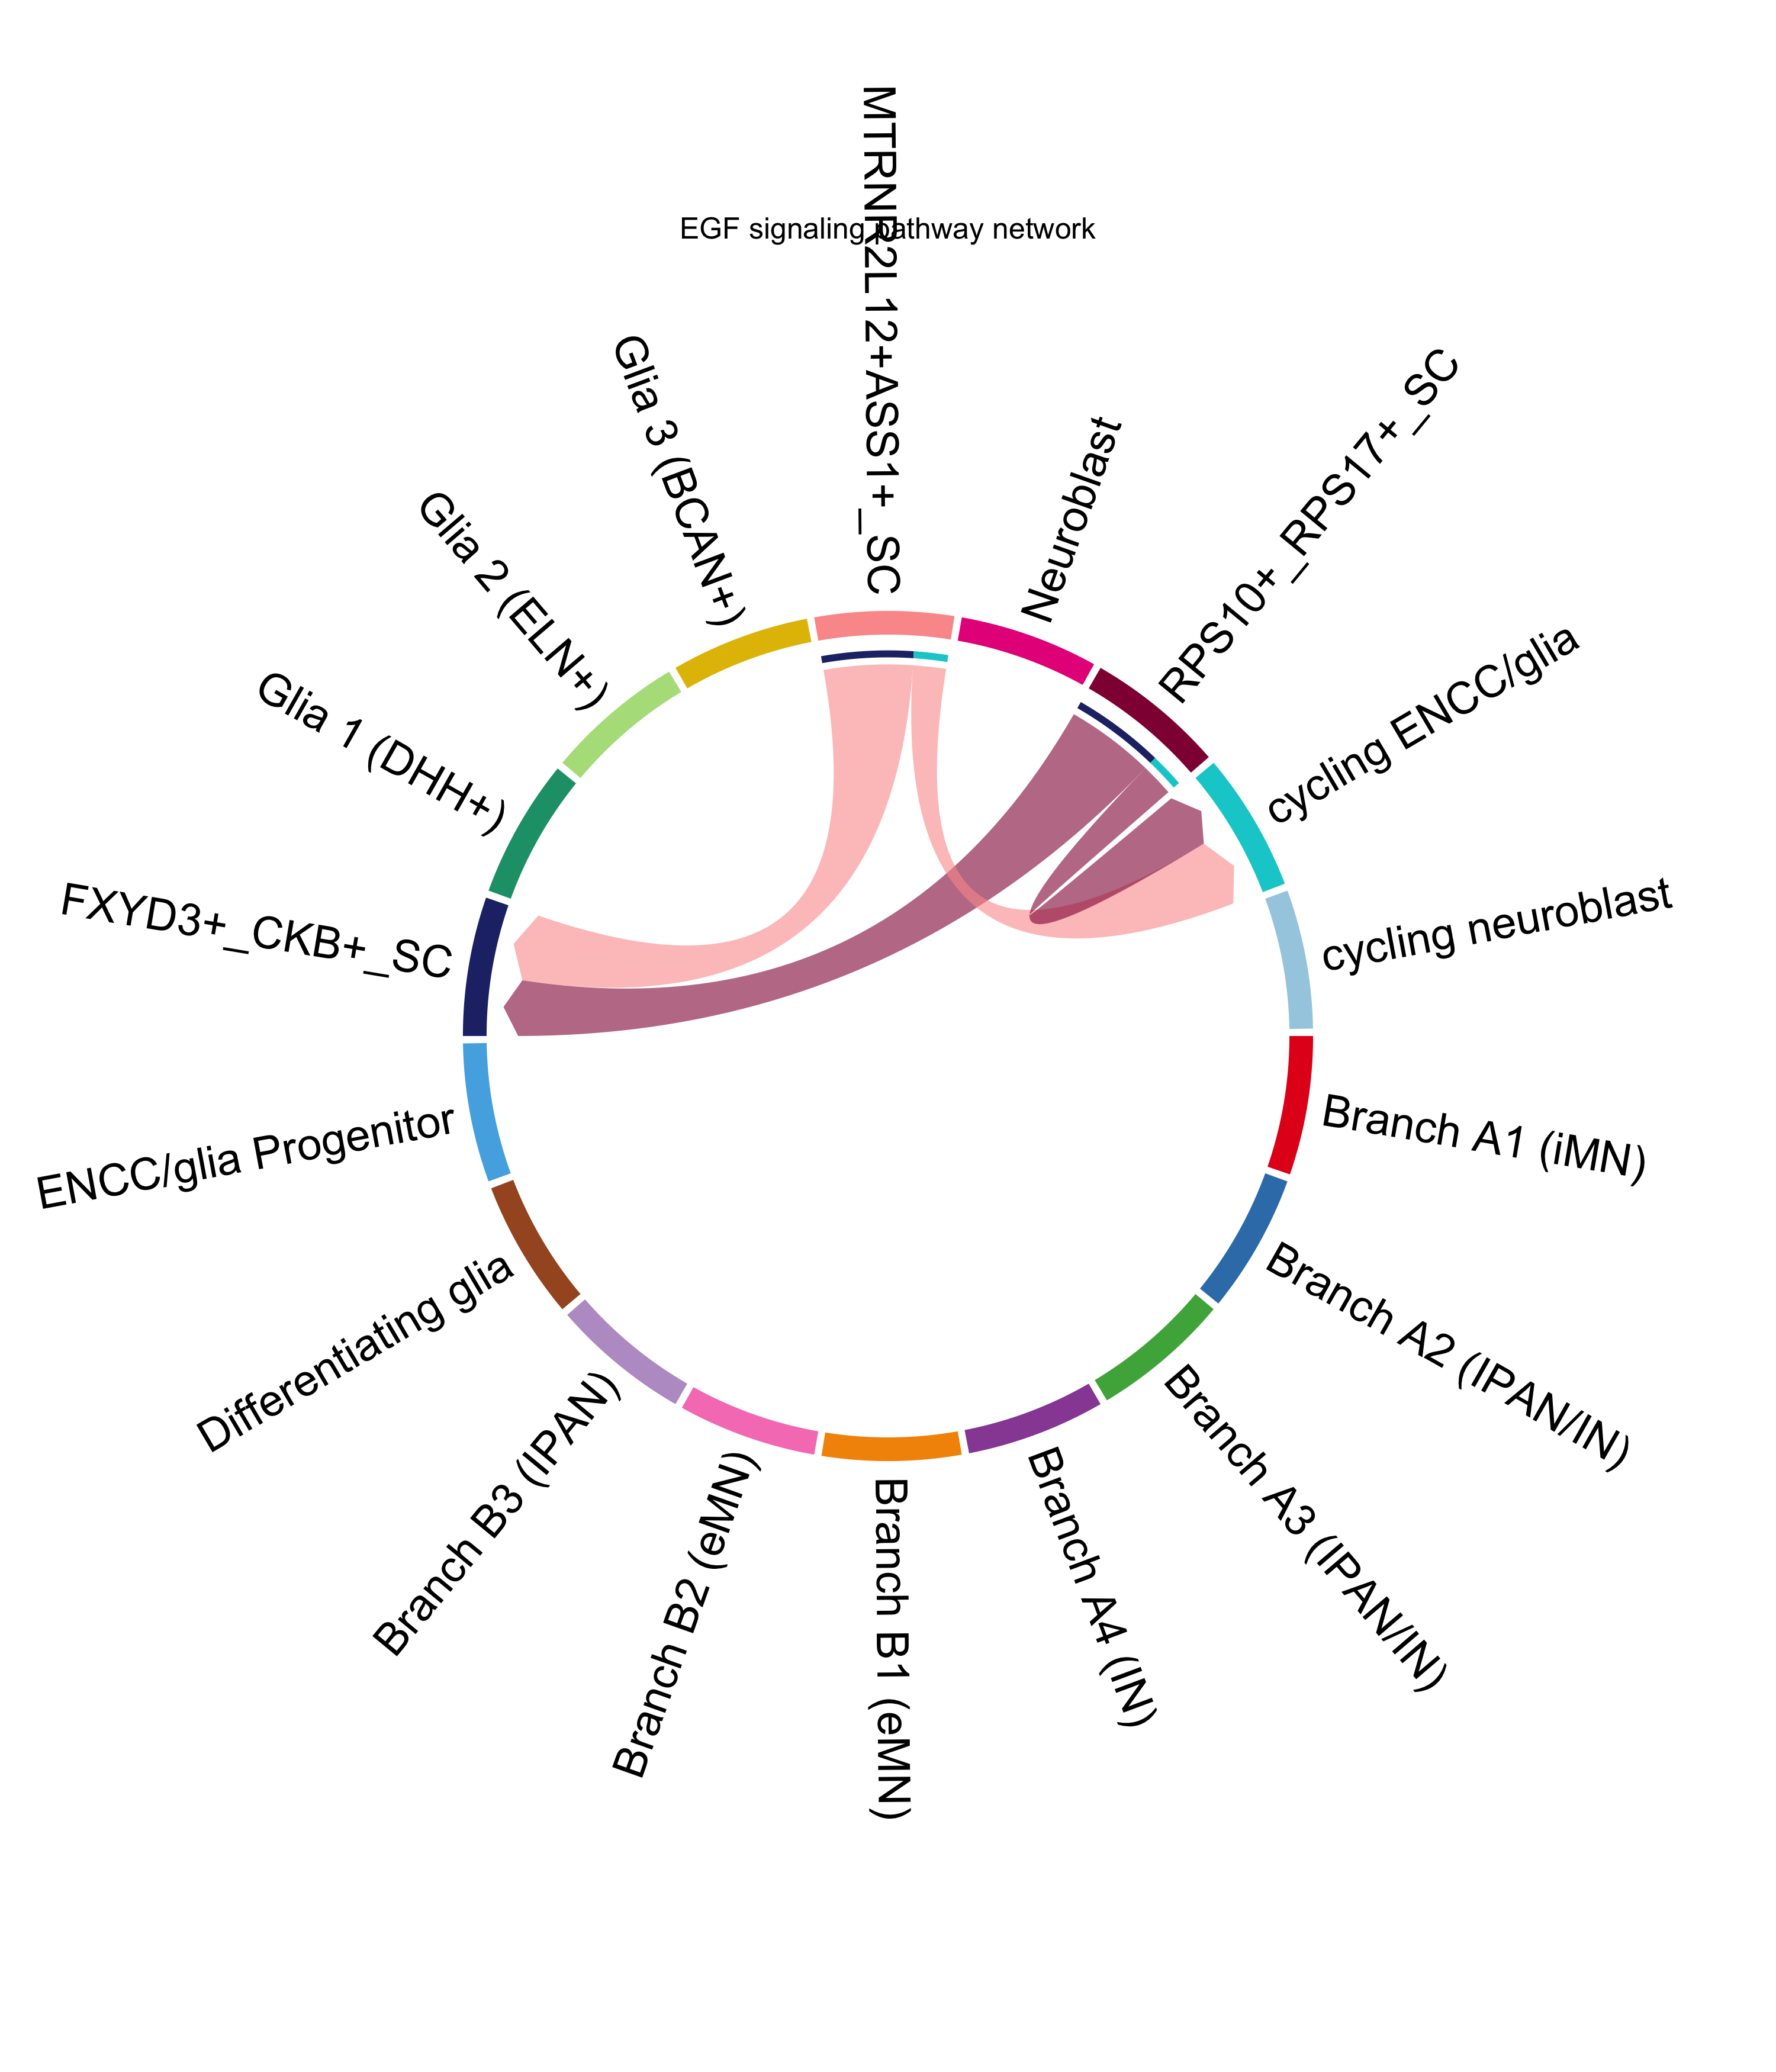 MTRNR2L12+ASS1+_SC
EGF signaling pathway network
Neuroblast
RPS10+_RPS17+_SC
cycling ENCC/glia
cycling neuroblast
Branch A1 (iMN)
Branch A2 (IPAN/IN)
Branch A3 (IPAN/IN)
Branch A4 (IN)
Branch B1 (eMN)
Branch B2 (eMN)
Branch B3 (IPAN)
Differentiating glia
ENCC/glia Progenitor
FXYD3+_CKB+_SC
Glia 1 (DHH+)
Glia 2 (ELN+)
Glia 3 (BCAN+)